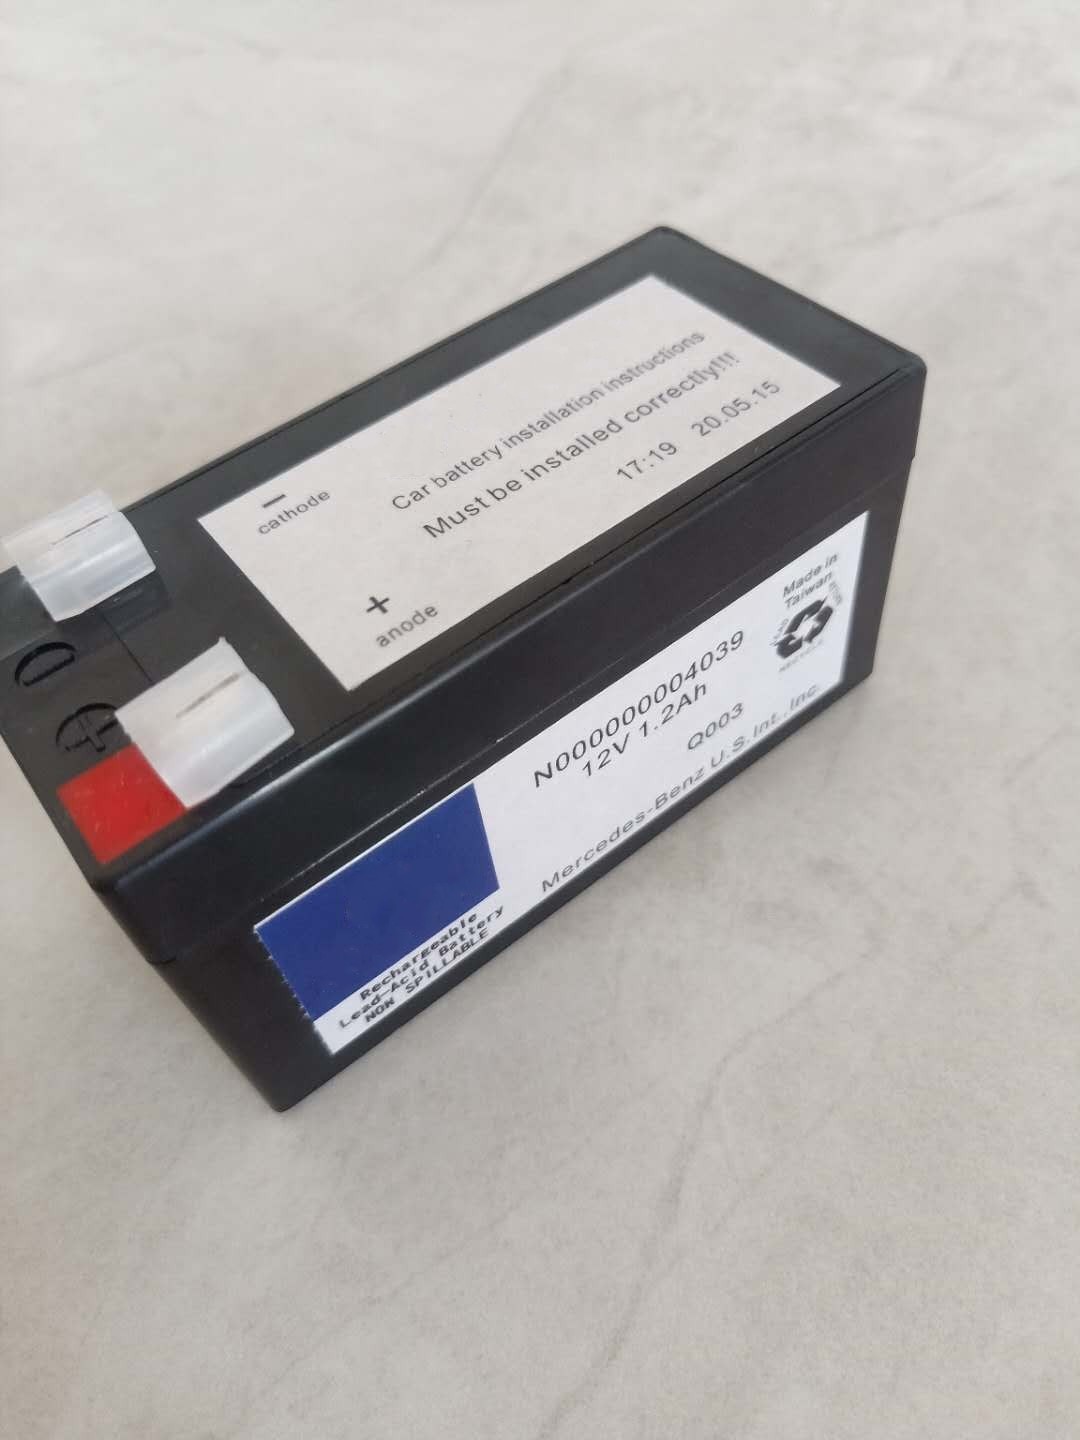 Car battery installation instructions
Must be installed correctly!!!
17:19 20.05.15
−
cathode
+
anode
Made in
Taiwan
RECYCLE
N000000004039
12V 1.2Ah
Q003
Mercedes-Benz U.S.Int.,Inc.
Rechargeable
Lead-Acid Battery
NON SPILLABLE